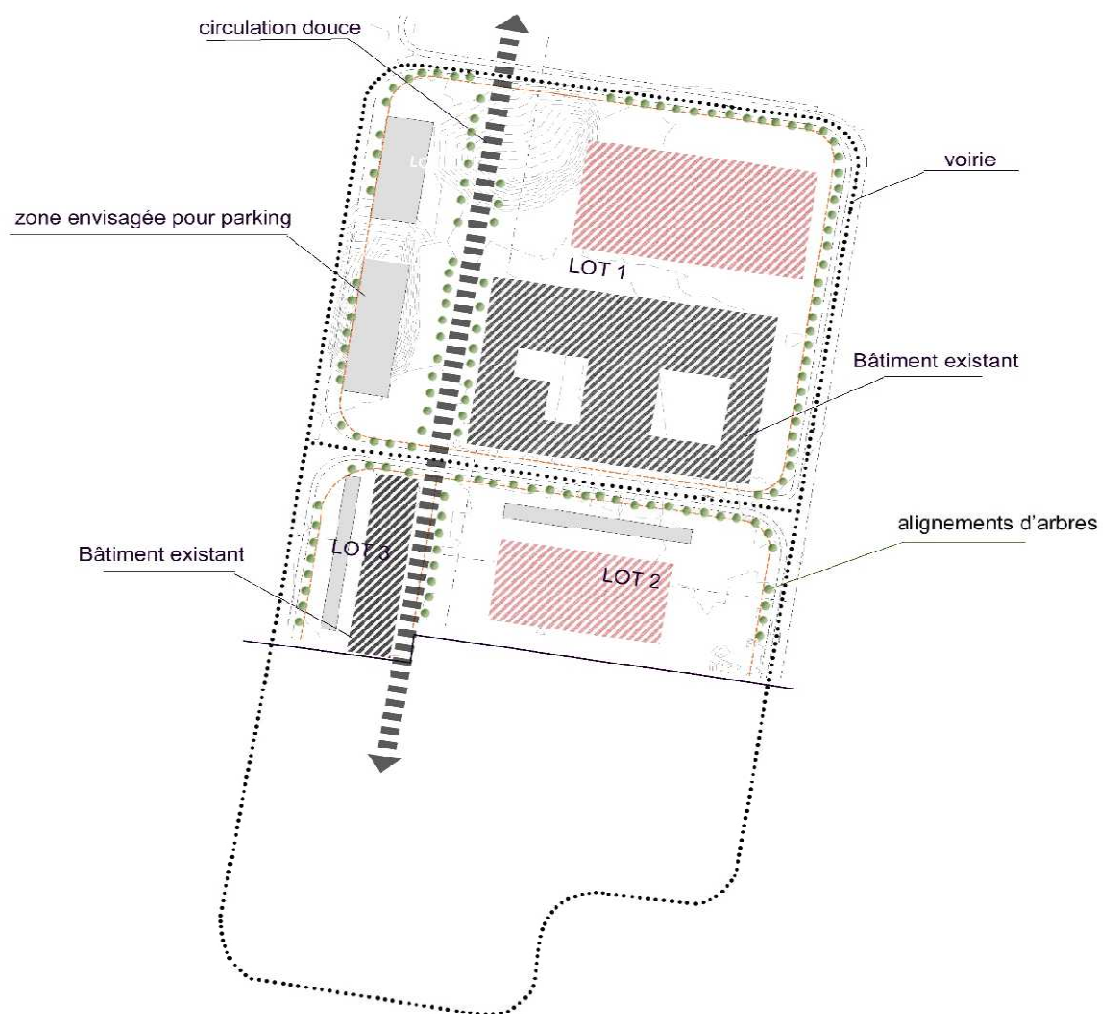 circulation douce
voirie
zone envisagée pour parking
LOT 1
Bâtiment existant
alignements d'arbres
Bâtiment existant
LOT 3
LOT 2